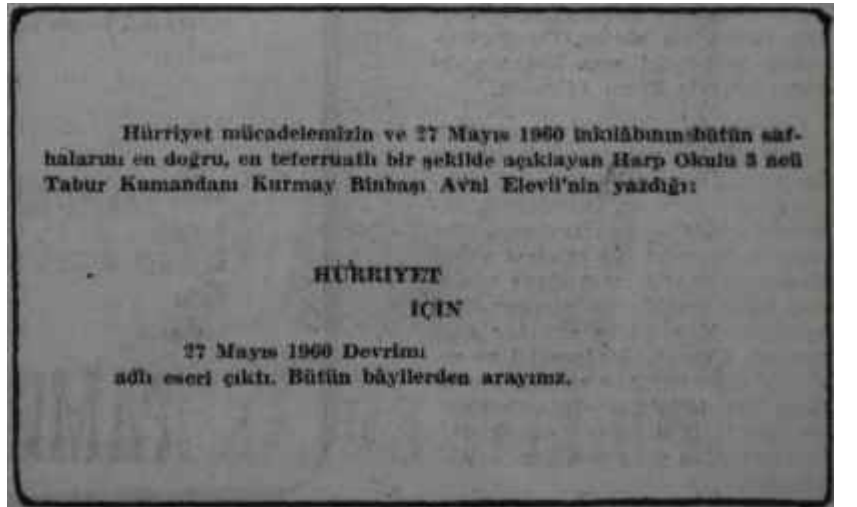 Hürriyet mücadelemizin ve 27 Mayıs 1960 inkılâbının bütün saf-
halarını en doğru, en teferruatlı bir şekilde açıklayan Harp Okulu 3 ncü
Tabur Kumandanı Kurmay Binbaşı Avni Elevli'nin yazdığı:
HÜRRIYET
İÇİN
27 Mayıs 1960 Devrimi
adlı eseri çıktı. Bütün bâyilerden arayınız.